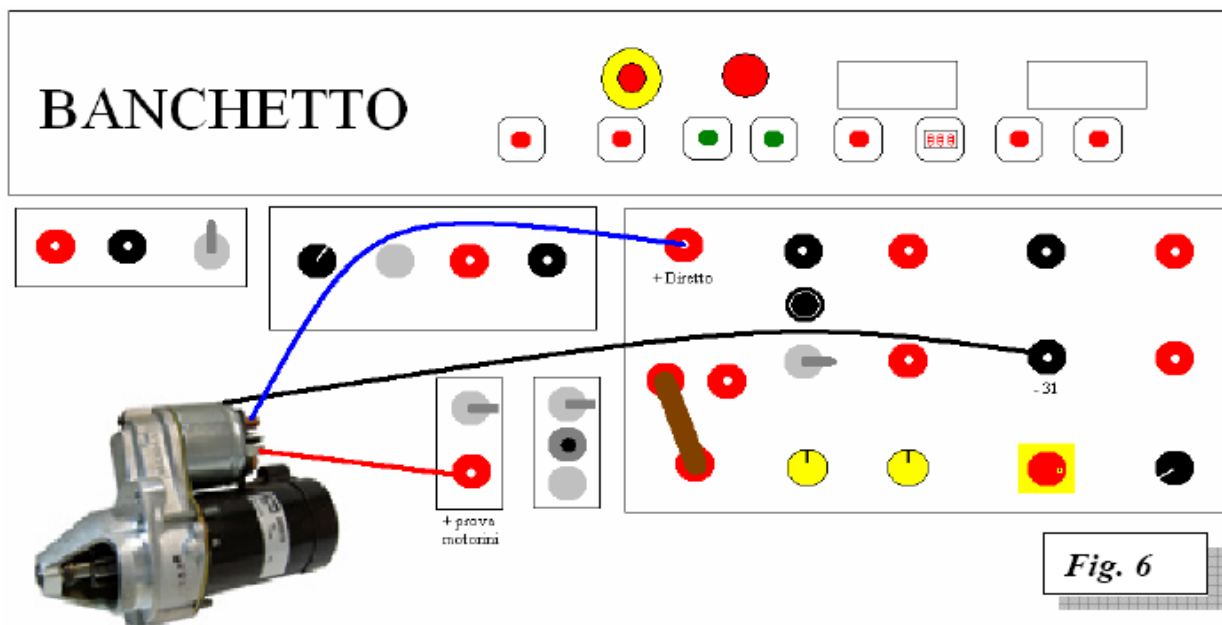 BANCHETTO
+ Diretto
- 31
+ prova
motorini
Fig. 6